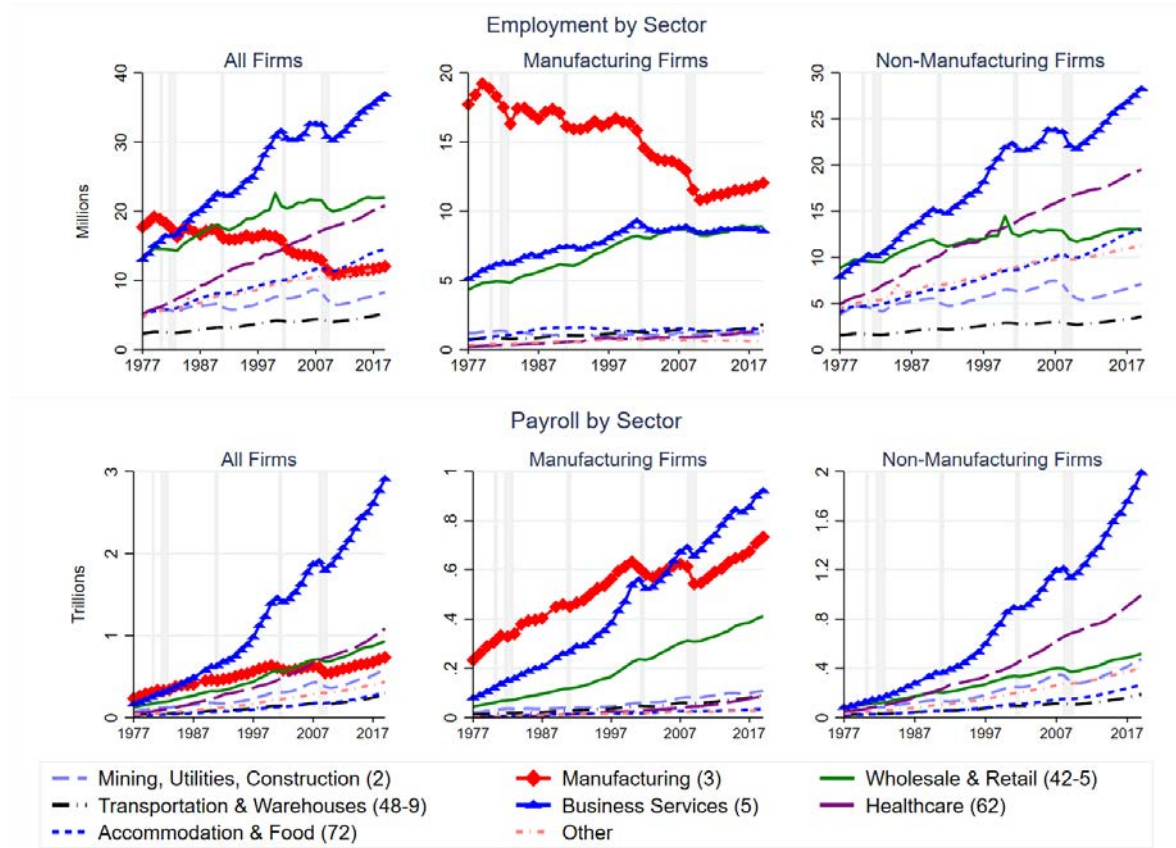 Employment by Sector
All Firms
Manufacturing Firms
Non-Manufacturing Firms
Millions
0 10 20 30 40
0 5 10 15 20
0 5 10 15 20 25 30
1977 1987 1997 2007 2017
1977 1987 1997 2007 2017
1977 1987 1997 2007 2017
Payroll by Sector
All Firms
Manufacturing Firms
Non-Manufacturing Firms
Trillions
0 1 2 3
0 .2 .4 .6 .8 1
0 .4 .8 1.2 1.6 2
1977 1987 1997 2007 2017
1977 1987 1997 2007 2017
1977 1987 1997 2007 2017
Mining, Utilities, Construction (2) Manufacturing (3) Wholesale & Retail (42-5)
Transportation & Warehouses (48-9) Business Services (5) Healthcare (62)
Accommodation & Food (72) Other